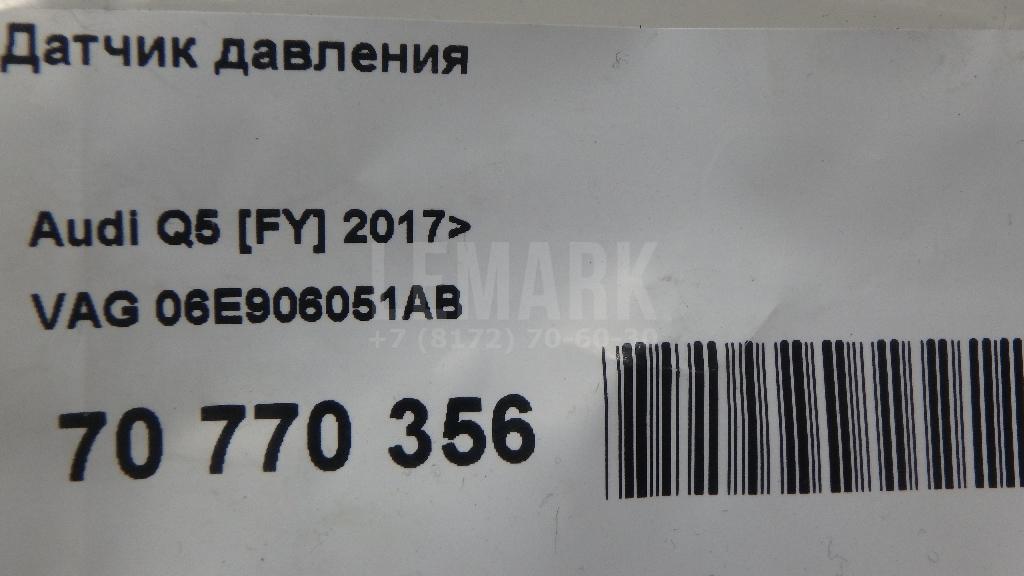 Датчик давления
Audi Q5 [FY] 2017>
LEMARK
VAG 06E906051AB
+7 (8172) 70-60-30
70 770 356